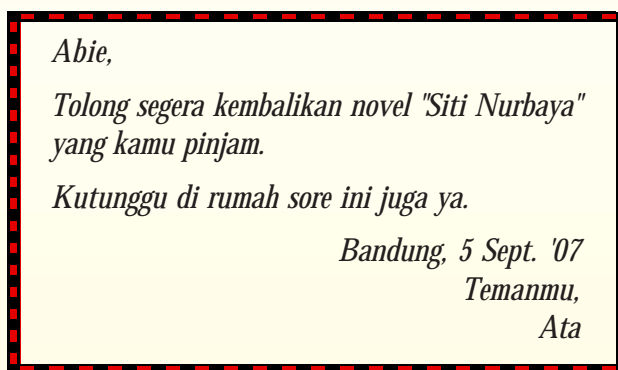 Abie,
Tolong segera kembalikan novel "Siti Nurbaya"
yang kamu pinjam.
Kutunggu di rumah sore ini juga ya.
Bandung, 5 Sept. '07
Temanmu,
Ata